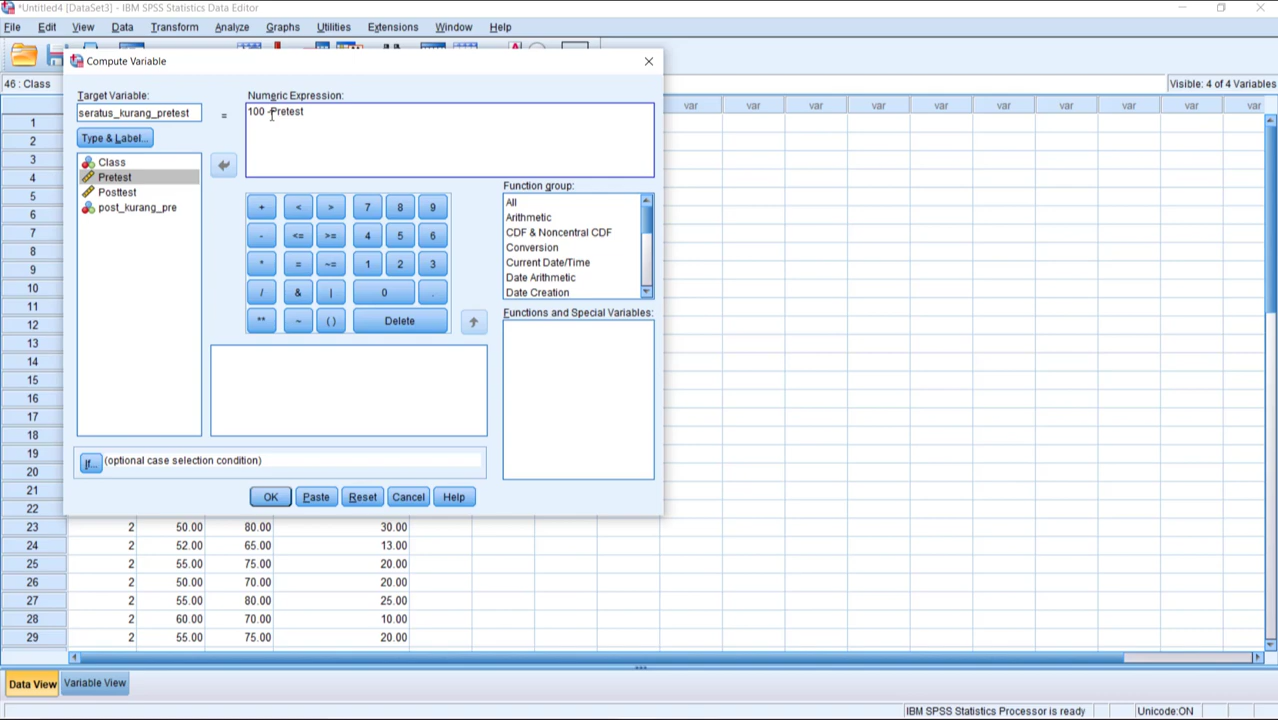 *Untitled4 [DataSet3] - IBM SPSS Statistics Data Editor
File Edit View Data Transform Analyze Graphs Utilities Extensions Window Help
46 : Class
Visible: 4 of 4 Variables
Compute Variable
Target Variable:
seratus_kurang_pretest
=
Numeric Expression:
100 -Pretest
Type & Label...
Class
Pretest
Posttest
post_kurang_pre
+ < > 7 8 9
- <= >= 4 5 6
* = ~= 1 2 3
/ & | 0 .
** ~ ( ) Delete
Function group:
All
Arithmetic
CDF & Noncentral CDF
Conversion
Current Date/Time
Date Arithmetic
Date Creation
Functions and Special Variables:
If... (optional case selection condition)
OK Paste Reset Cancel Help
var var var var var var var var var var
1
2
3
4
5
6
7
8
9
10
11
12
13
14
15
16
17
18
19
20
21
22
23 2 50.00 80.00 30.00
24 2 52.00 65.00 13.00
25 2 55.00 75.00 20.00
26 2 50.00 70.00 20.00
27 2 55.00 80.00 25.00
28 2 60.00 70.00 10.00
29 2 55.00 75.00 20.00
Data View Variable View
IBM SPSS Statistics Processor is ready Unicode:ON